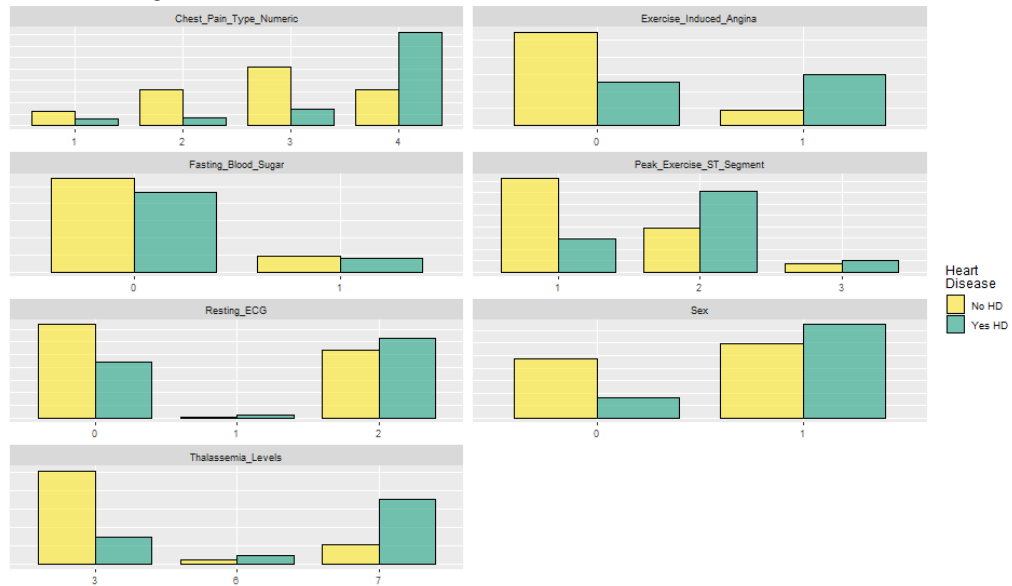 Chest_Pain_Type_Numeric
1 2 3 4
Exercise_Induced_Angina
0 1
Fasting_Blood_Sugar
0 1
Peak_Exercise_ST_Segment
1 2 3
Resting_ECG
0 1 2
Sex
0 1
Thalassemia_Levels
3 6 7
Heart
Disease
No HD
Yes HD